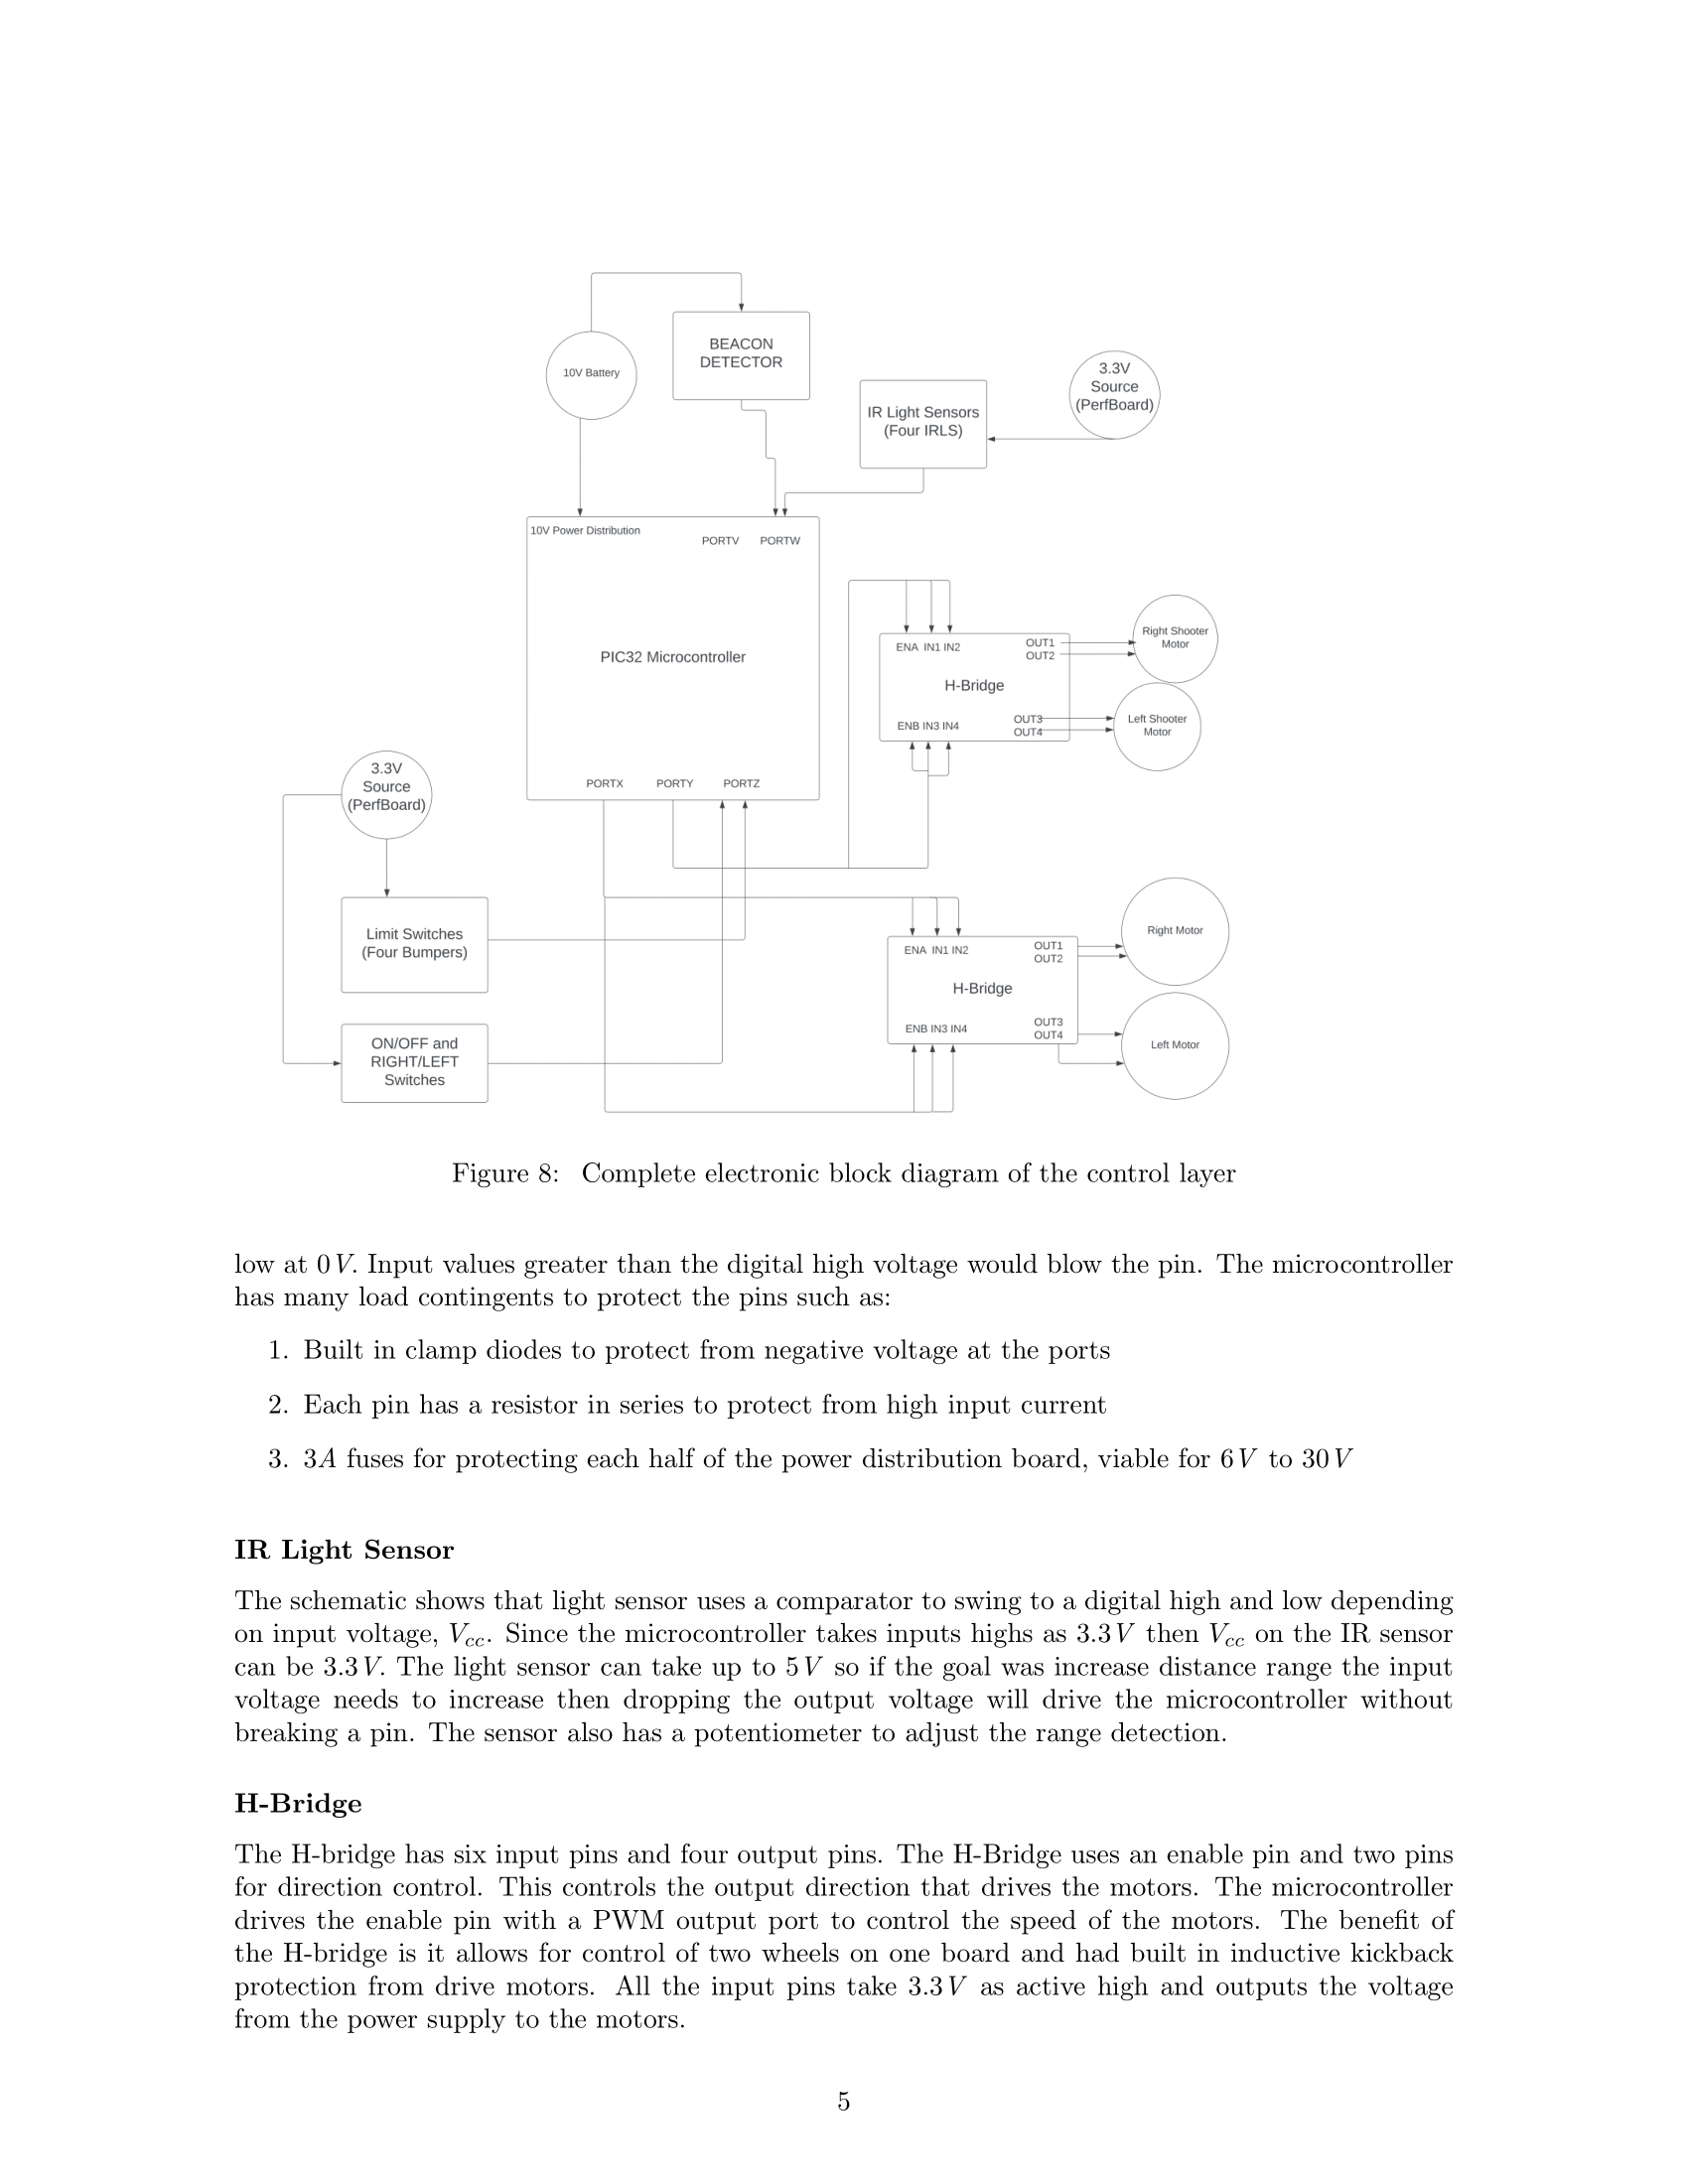 BEACON
DETECTOR
10V Battery
3.3V
Source
(PerfBoard)
IR Light Sensors
(Four IRLS)
10V Power Distribution
PORTV PORTW
PIC32 Microcontroller
PORTX PORTY PORTZ
ENA IN1 IN2
OUT1
OUT2
H-Bridge
ENB IN3 IN4
OUT3
OUT4
Right Shooter
Motor
Left Shooter
Motor
3.3V
Source
(PerfBoard)
Limit Switches
(Four Bumpers)
ON/OFF and
RIGHT/LEFT
Switches
ENA IN1 IN2
OUT1
OUT2
H-Bridge
ENB IN3 IN4
OUT3
OUT4
Right Motor
Left Motor
Figure 8: Complete electronic block diagram of the control layer
low at 0 V. Input values greater than the digital high voltage would blow the pin. The microcontroller
has many load contingents to protect the pins such as:
1. Built in clamp diodes to protect from negative voltage at the ports
2. Each pin has a resistor in series to protect from high input current
3. 3A fuses for protecting each half of the power distribution board, viable for 6 V to 30 V
IR Light Sensor
The schematic shows that light sensor uses a comparator to swing to a digital high and low depending
on input voltage, Vcc. Since the microcontroller takes inputs highs as 3.3 V then Vcc on the IR sensor
can be 3.3 V. The light sensor can take up to 5 V so if the goal was increase distance range the input
voltage needs to increase then dropping the output voltage will drive the microcontroller without
breaking a pin. The sensor also has a potentiometer to adjust the range detection.
H-Bridge
The H-bridge has six input pins and four output pins. The H-Bridge uses an enable pin and two pins
for direction control. This controls the output direction that drives the motors. The microcontroller
drives the enable pin with a PWM output port to control the speed of the motors. The benefit of
the H-bridge is it allows for control of two wheels on one board and had built in inductive kickback
protection from drive motors. All the input pins take 3.3 V as active high and outputs the voltage
from the power supply to the motors.
5